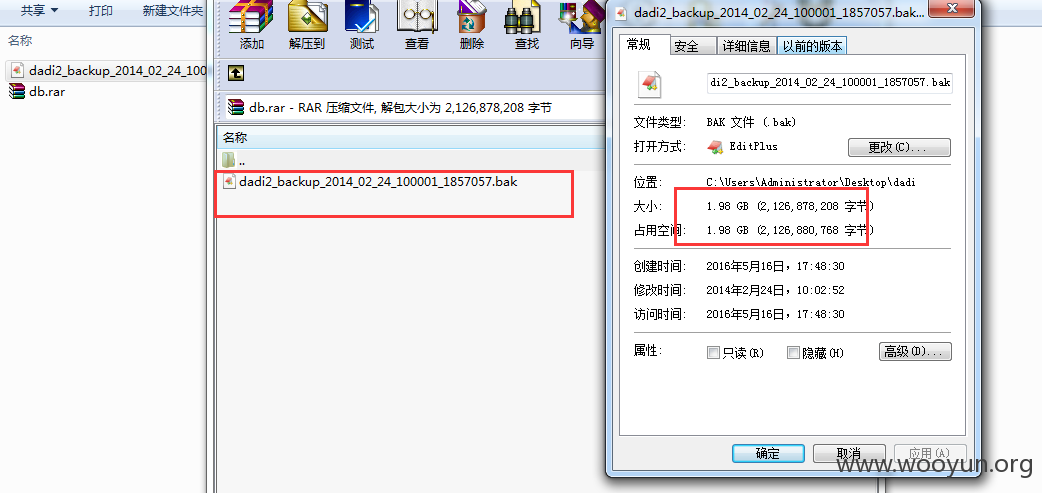 共享 打印 新建文件夹
名称
dadi2_backup_2014_02_24_100
db.rar
添加 解压到 测试 查看 删除 查找 向导
db.rar - RAR 压缩文件, 解包大小为 2,126,878,208 字节
名称
..
dadi2_backup_2014_02_24_100001_1857057.bak
dadi2_backup_2014_02_24_100001_1857057.bak...
常规 安全 详细信息 以前的版本
di2_backup_2014_02_24_100001_1857057.bak
文件类型: BAK 文件 (.bak)
打开方式: EditPlus 更改(C)...
位置: C:\Users\Administrator\Desktop\dadi
大小: 1.98 GB (2,126,878,208 字节)
占用空间: 1.98 GB (2,126,880,768 字节)
创建时间: 2016年5月16日，17:48:30
修改时间: 2014年2月24日，10:02:52
访问时间: 2016年5月16日，17:48:30
属性: 只读(R) 隐藏(H) 高级(D)...
确定 取消 应用(A)
www.wooyun.org